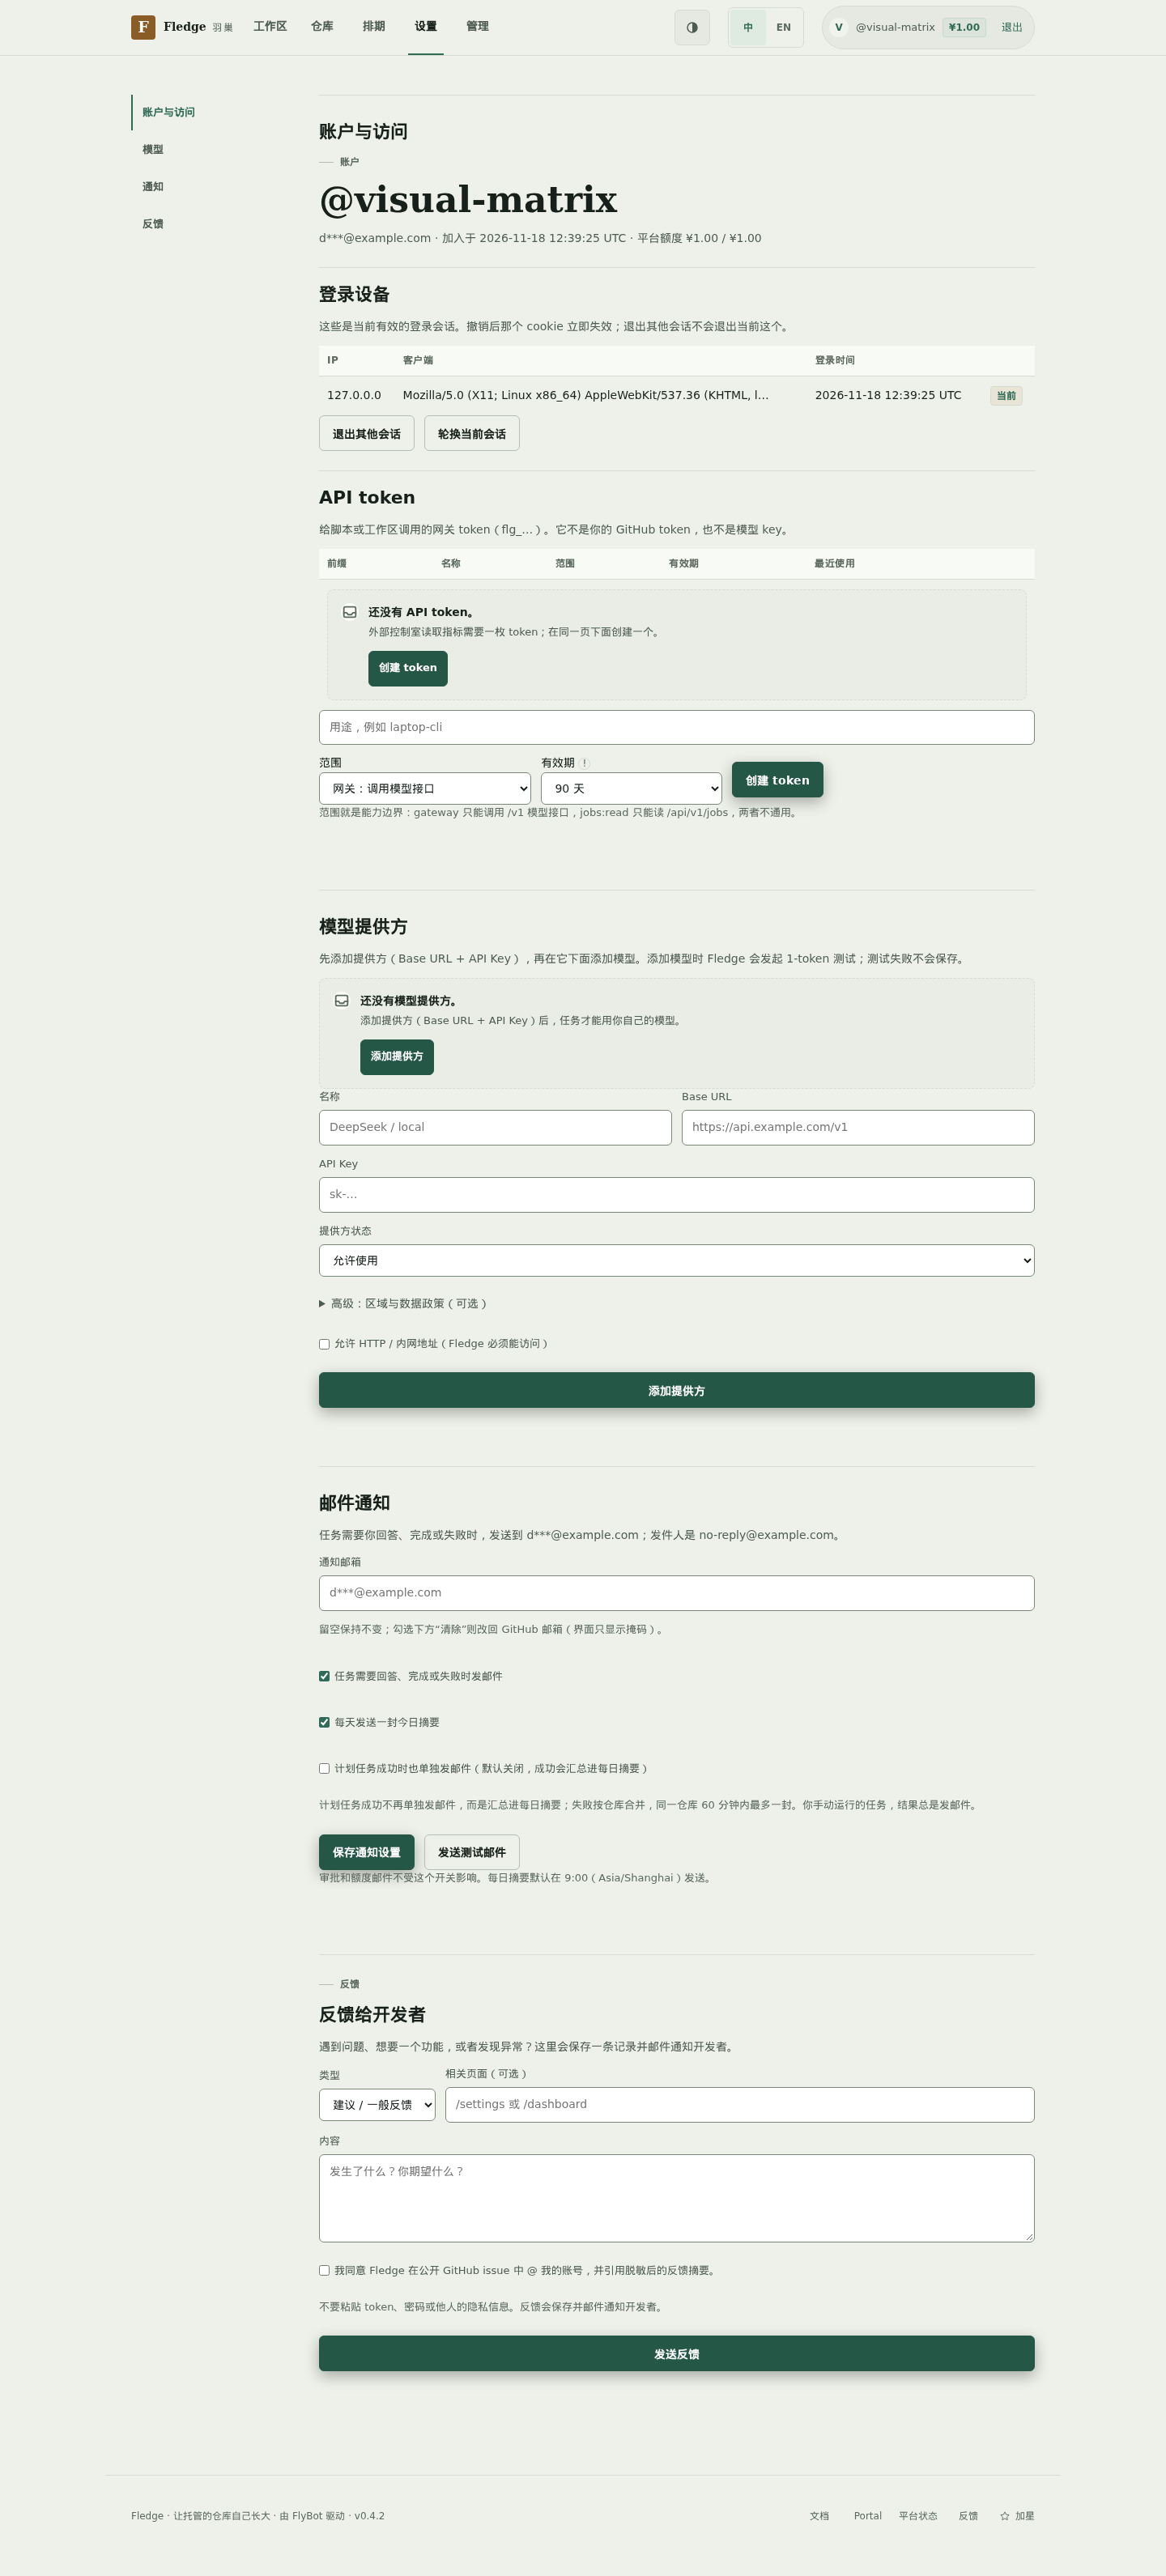 F Fledge 羽巢 工作区 仓库 排期 设置 管理 中 EN V @visual-matrix ¥1.00 退出
账户与访问
模型
通知
反馈
账户与访问
账户
@visual-matrix
d***@example.com · 加入于 2026-11-18 12:39:25 UTC · 平台额度 ¥1.00 / ¥1.00
登录设备
这些是当前有效的登录会话。撤销后那个 cookie 立即失效；退出其他会话不会退出当前这个。
IP 客户端 登录时间
127.0.0.0 Mozilla/5.0 (X11; Linux x86_64) AppleWebKit/537.36 (KHTML, l… 2026-11-18 12:39:25 UTC 当前
退出其他会话 轮换当前会话
API token
给脚本或工作区调用的网关 token（flg_…）。它不是你的 GitHub token，也不是模型 key。
前缀 名称 范围 有效期 最近使用
还没有 API token。
外部控制室读取指标需要一枚 token；在同一页下面创建一个。
创建 token
用途，例如 laptop-cli
范围 有效期 !
网关：调用模型接口 90 天 创建 token
范围就是能力边界：gateway 只能调用 /v1 模型接口，jobs:read 只能读 /api/v1/jobs，两者不通用。
模型提供方
先添加提供方（Base URL + API Key），再在它下面添加模型。添加模型时 Fledge 会发起 1-token 测试；测试失败不会保存。
还没有模型提供方。
添加提供方（Base URL + API Key）后，任务才能用你自己的模型。
添加提供方
名称 Base URL
DeepSeek / local https://api.example.com/v1
API Key
sk-…
提供方状态
允许使用
高级：区域与数据政策（可选）
允许 HTTP / 内网地址（Fledge 必须能访问）
添加提供方
邮件通知
任务需要你回答、完成或失败时，发送到 d***@example.com；发件人是 no-reply@example.com。
通知邮箱
d***@example.com
留空保持不变；勾选下方“清除”则改回 GitHub 邮箱（界面只显示掩码）。
任务需要回答、完成或失败时发邮件
每天发送一封今日摘要
计划任务成功时也单独发邮件（默认关闭，成功会汇总进每日摘要）
计划任务成功不再单独发邮件，而是汇总进每日摘要；失败按仓库合并，同一仓库 60 分钟内最多一封。你手动运行的任务，结果总是发邮件。
保存通知设置 发送测试邮件
审批和额度邮件不受这个开关影响。每日摘要默认在 9:00（Asia/Shanghai）发送。
反馈
反馈给开发者
遇到问题、想要一个功能，或者发现异常？这里会保存一条记录并邮件通知开发者。
类型 相关页面（可选）
建议 / 一般反馈 /settings 或 /dashboard
内容
发生了什么？你期望什么？
我同意 Fledge 在公开 GitHub issue 中 @ 我的账号，并引用脱敏后的反馈摘要。
不要粘贴 token、密码或他人的隐私信息。反馈会保存并邮件通知开发者。
发送反馈
Fledge · 让托管的仓库自己长大 · 由 FlyBot 驱动 · v0.4.2 文档 Portal 平台状态 反馈 加星